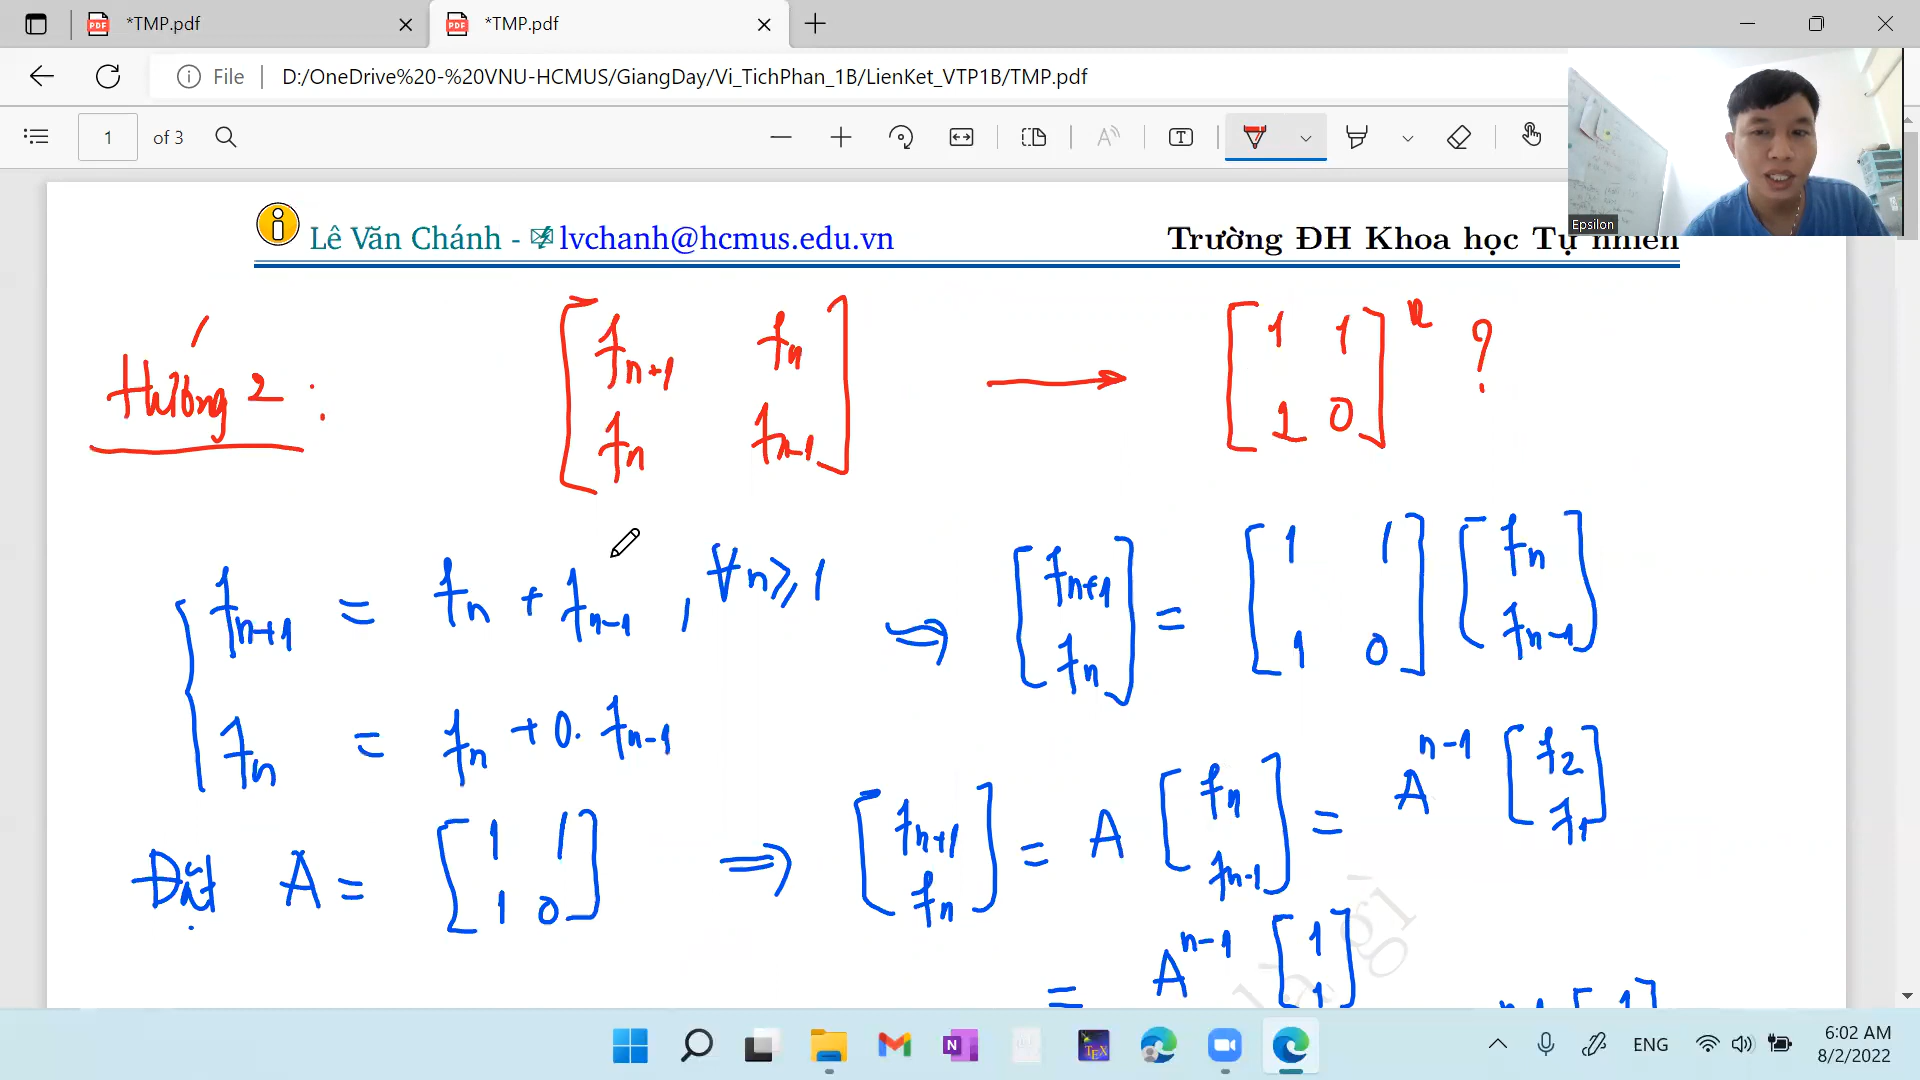 *TMP.pdf
*TMP.pdf
File
D:/OneDrive%20-%20VNU-HCMUS/GiangDay/Vi_TichPhan_1B/LienKet_VTP1B/TMP.pdf
1 of 3
Epsilon
Lê Văn Chánh - lvchanh@hcmus.edu.vn
Trường ĐH Khoa học Tự nhiên
Hướng 2 : [ f_{n+1} f_n ; f_n f_{n-1} ] → [ 1 1 ; 1 0 ]^n ?
f_{n+1} = f_n + f_{n-1} , ∀n ⩾ 1
f_n = f_n + 0. f_{n-1}
⇒ [ f_{n+1} ; f_n ] = [ 1 1 ; 1 0 ] [ f_n ; f_{n-1} ]
Đặt A = [ 1 1 ; 1 0 ] ⇒ [ f_{n+1} ; f_n ] = A [ f_n ; f_{n-1} ] = A^{n-1} [ f_2 ; f_1 ]
= A^{n-1} [ 1 ; 1 ]
là gì
ENG
6:02 AM
8/2/2022